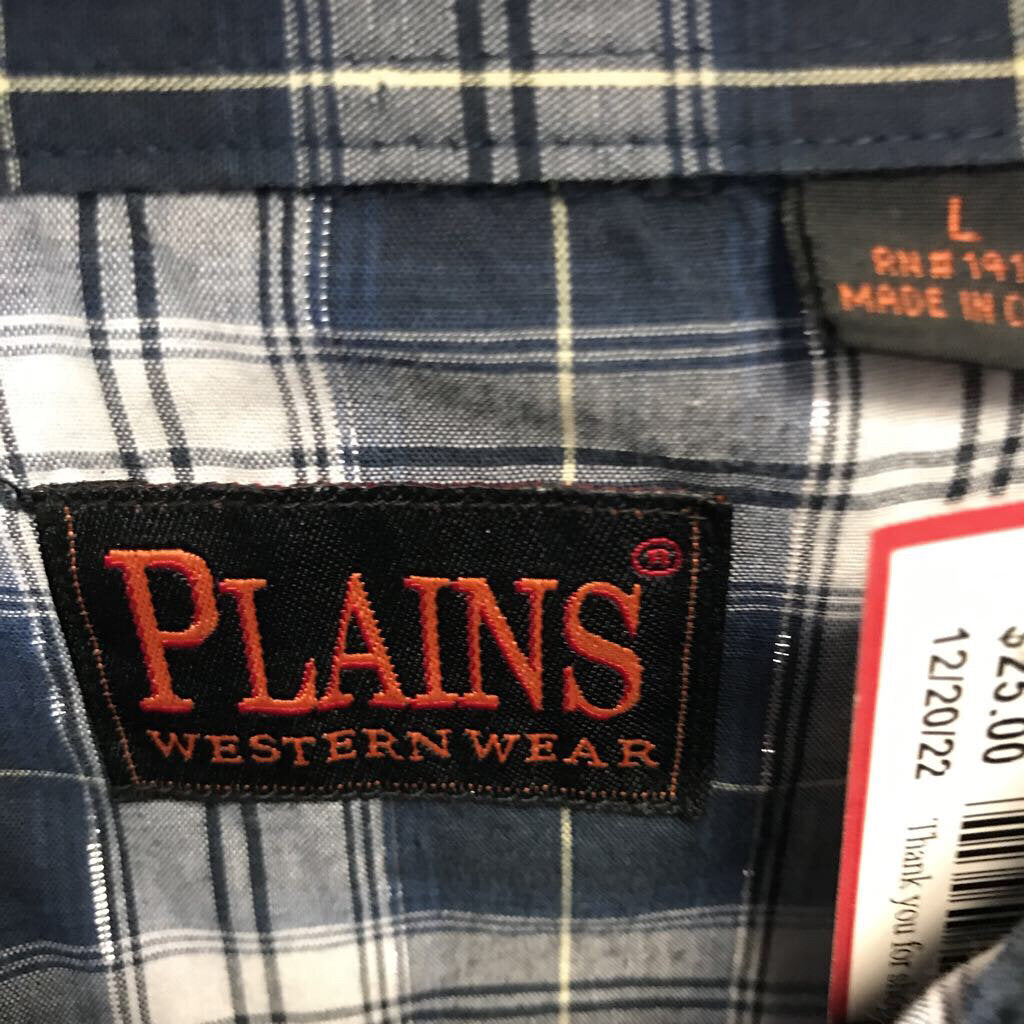 L
RN# 191
MADE IN C
PLAINS®
WESTERN WEAR
$25.00
12/20/22
Thank you for